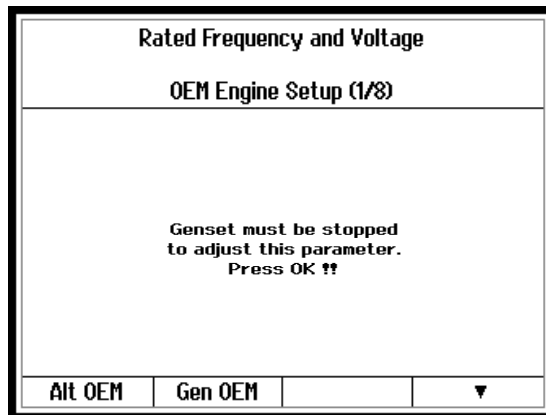 Rated Frequency and Voltage
OEM Engine Setup (1/8)
Genset must be stopped
to adjust this parameter.
Press OK !!
Alt OEM Gen OEM ▼